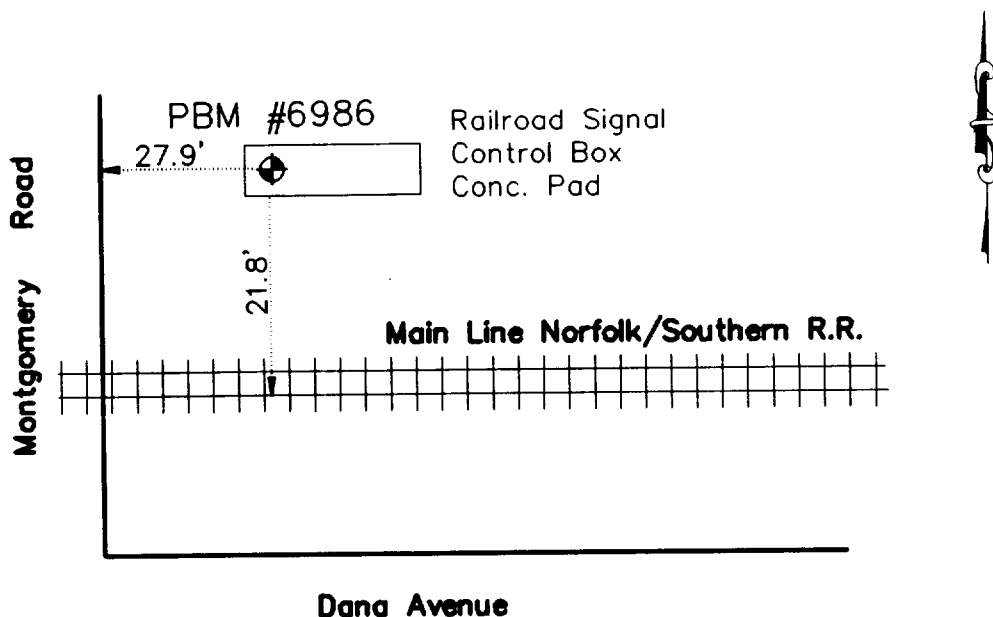 PBM #6986
27.9'
Railroad Signal
Control Box
Conc. Pad
Montgomery Road
21.8'
Main Line Norfolk/Southern R.R.
Dana Avenue